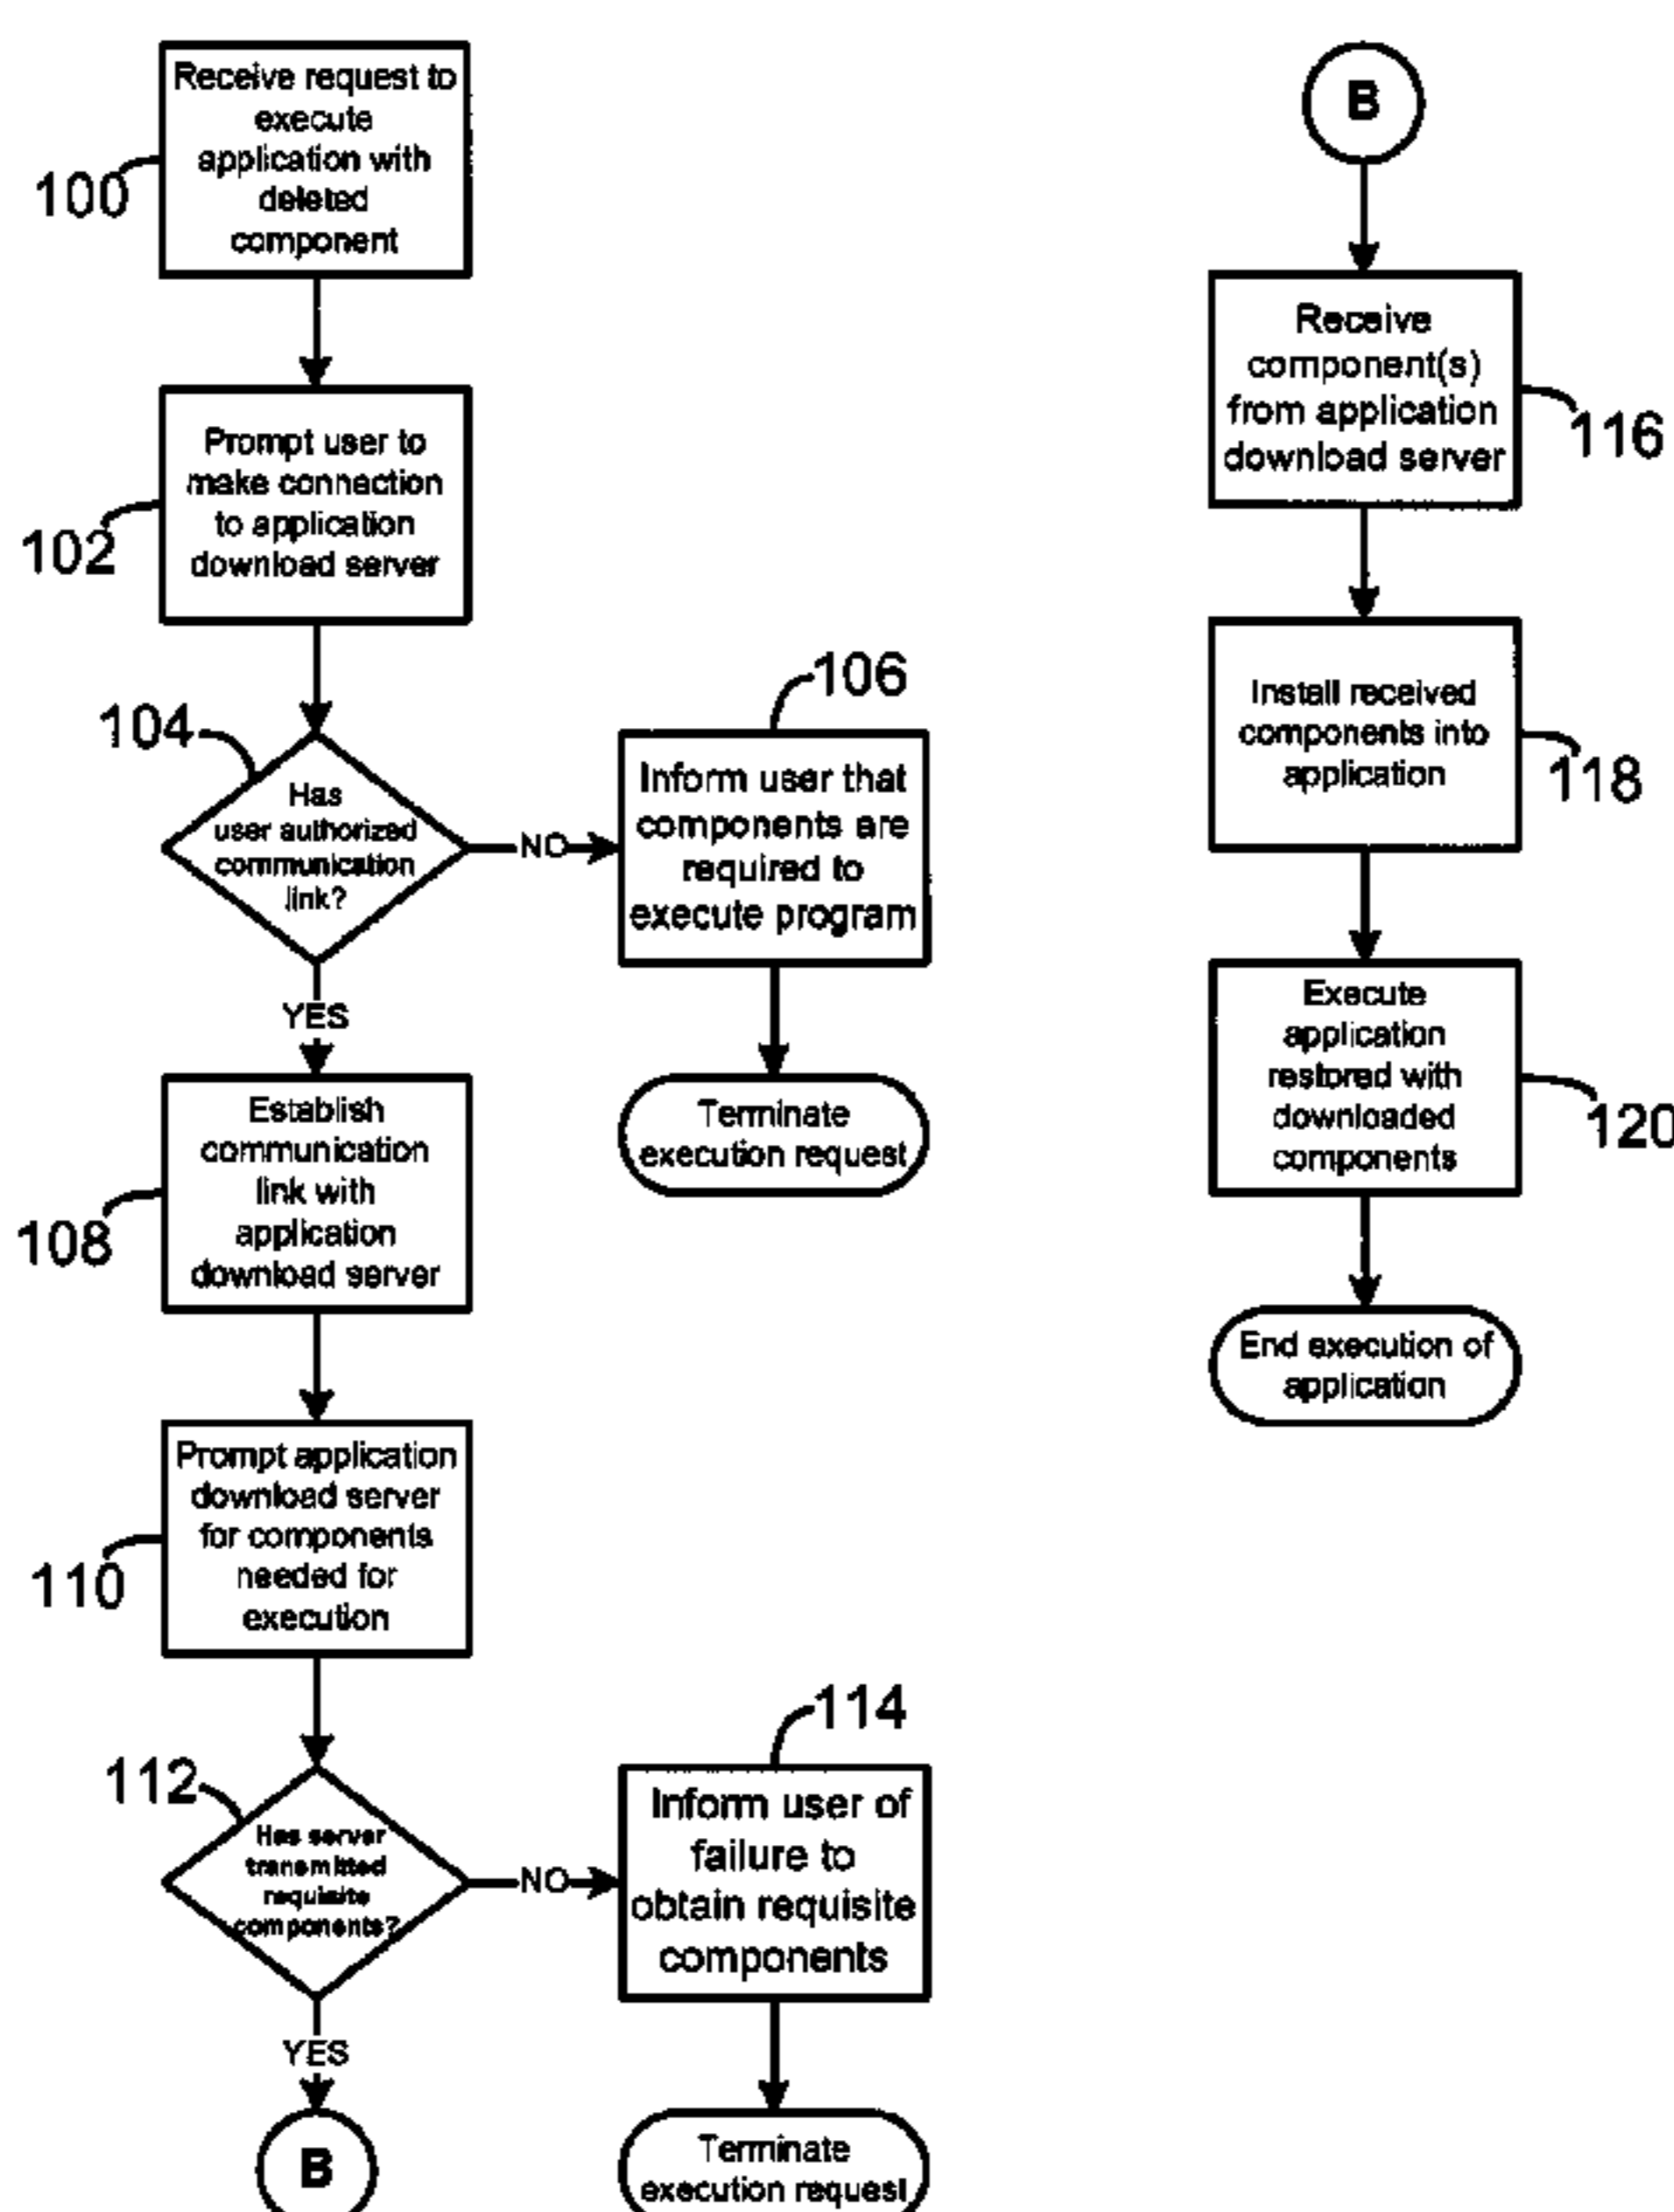 Receive request to
execute
application with
deleted
component
100
Prompt user to
make connection
to application
download server
102
104
Has
user authorized
communication
link?
NO
106
Inform user that
components are
required to
execute program
Terminate
execution request
YES
Establish
communication
link with
application
download server
108
Prompt application
download server
for components
needed for
execution
110
112
Has server
transmitted
requisite
components?
NO
114
Inform user of
failure to
obtain requisite
components
Terminate
execution request
YES
B
B
Receive
component(s)
from application
download server
116
Install received
components into
application
118
Execute
application
restored with
downloaded
components
120
End execution of
application